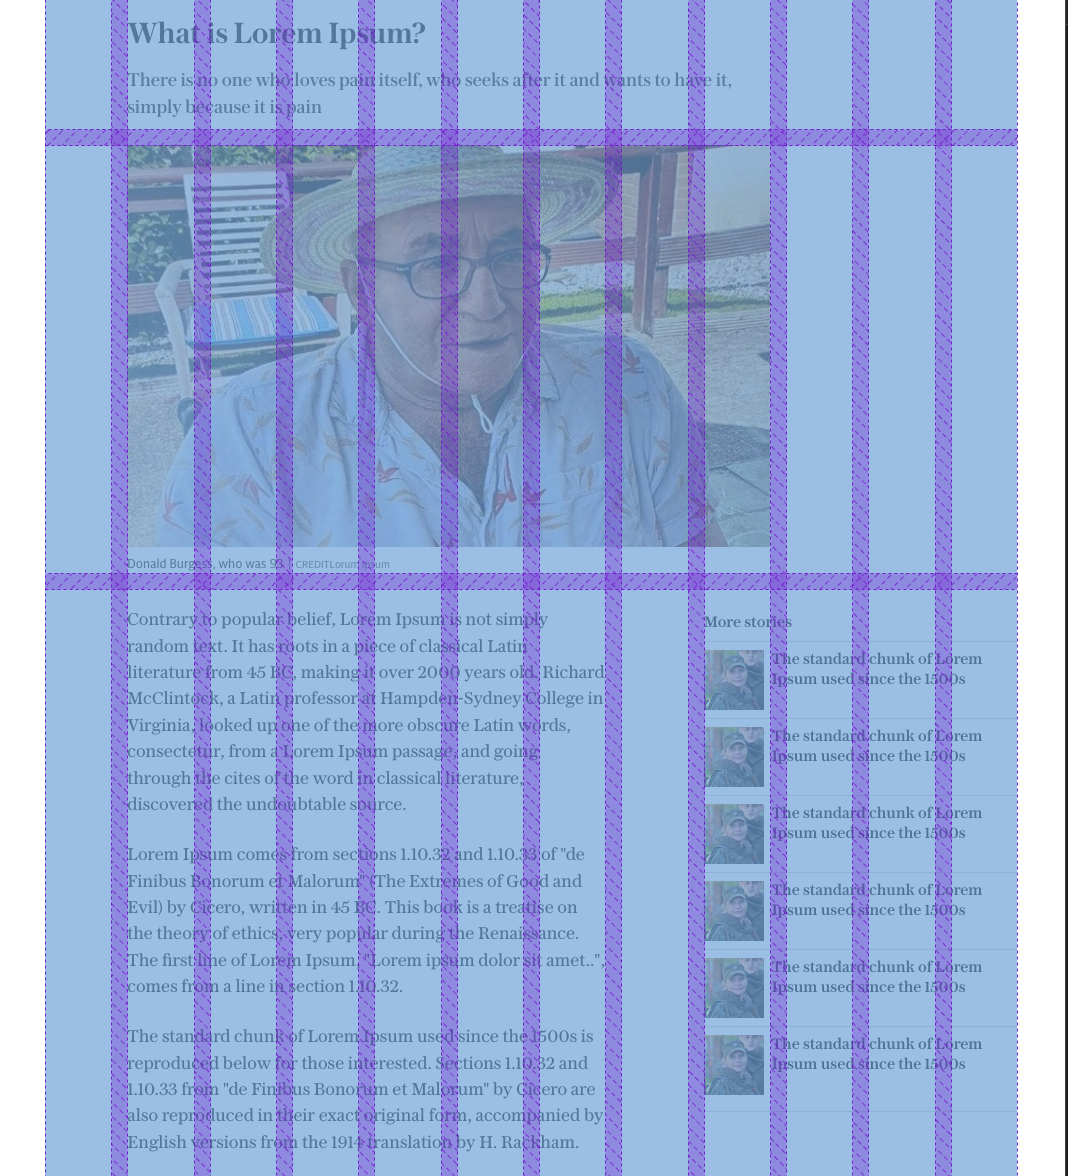 What is Lorem Ipsum?
There is no one who loves pain itself, who seeks after it and wants to have it,
simply because it is pain
Donald Burgess, who was 93 | CREDITLorum Ipsum
Contrary to popular belief, Lorem Ipsum is not simply
random text. It has roots in a piece of classical Latin
literature from 45 BC, making it over 2000 years old. Richard
McClintock, a Latin professor at Hampden-Sydney College in
Virginia, looked up one of the more obscure Latin words,
consectetur, from a Lorem Ipsum passage, and going
through the cites of the word in classical literature,
discovered the undoubtable source.
Lorem Ipsum comes from sections 1.10.32 and 1.10.33 of "de
Finibus Bonorum et Malorum" (The Extremes of Good and
Evil) by Cicero, written in 45 BC. This book is a treatise on
the theory of ethics, very popular during the Renaissance.
The first line of Lorem Ipsum, "Lorem ipsum dolor sit amet..",
comes from a line in section 1.10.32.
The standard chunk of Lorem Ipsum used since the 1500s is
reproduced below for those interested. Sections 1.10.32 and
1.10.33 from "de Finibus Bonorum et Malorum" by Cicero are
also reproduced in their exact original form, accompanied by
English versions from the 1914 translation by H. Rackham.
More stories
The standard chunk of Lorem
Ipsum used since the 1500s
The standard chunk of Lorem
Ipsum used since the 1500s
The standard chunk of Lorem
Ipsum used since the 1500s
The standard chunk of Lorem
Ipsum used since the 1500s
The standard chunk of Lorem
Ipsum used since the 1500s
The standard chunk of Lorem
Ipsum used since the 1500s